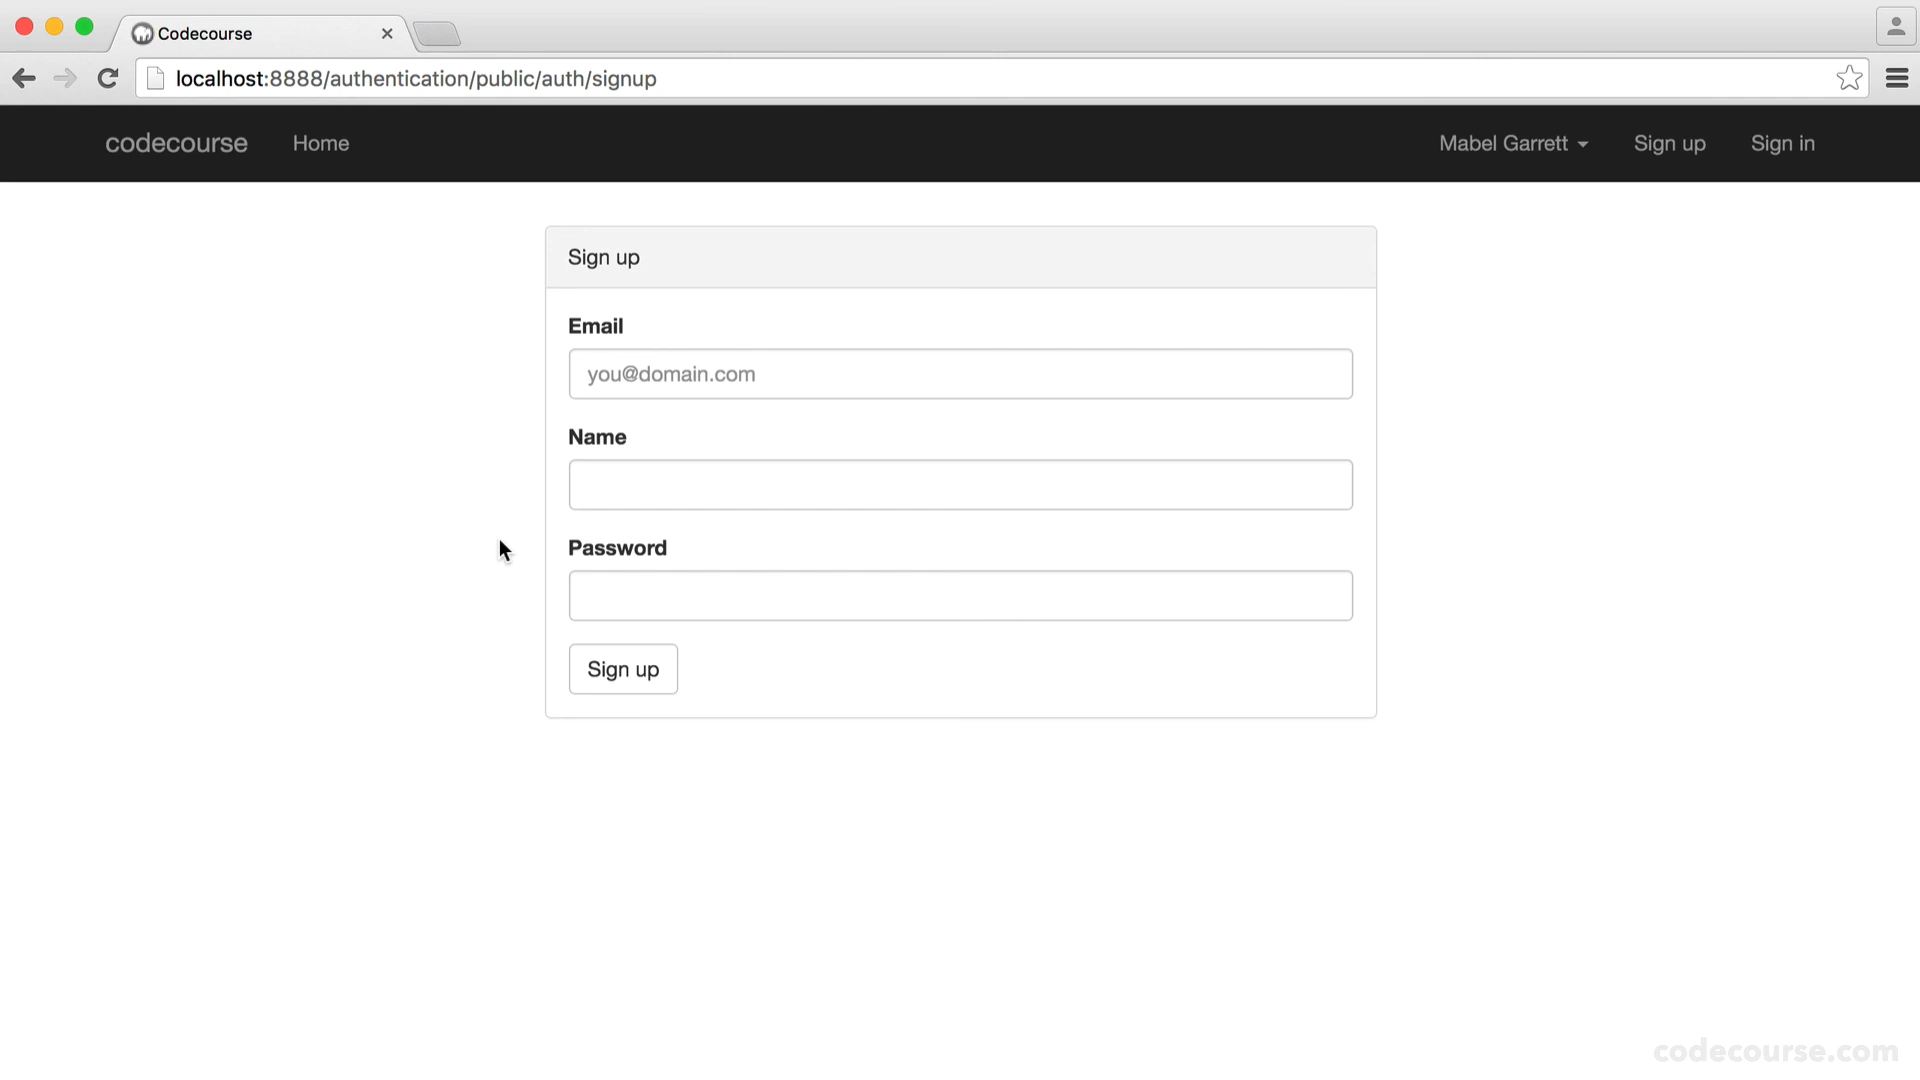 Codecourse
localhost:8888/authentication/public/auth/signup
codecourse Home Mabel Garrett Sign up Sign in
Sign up
Email
you@domain.com
Name
Password
Sign up
codecourse.com